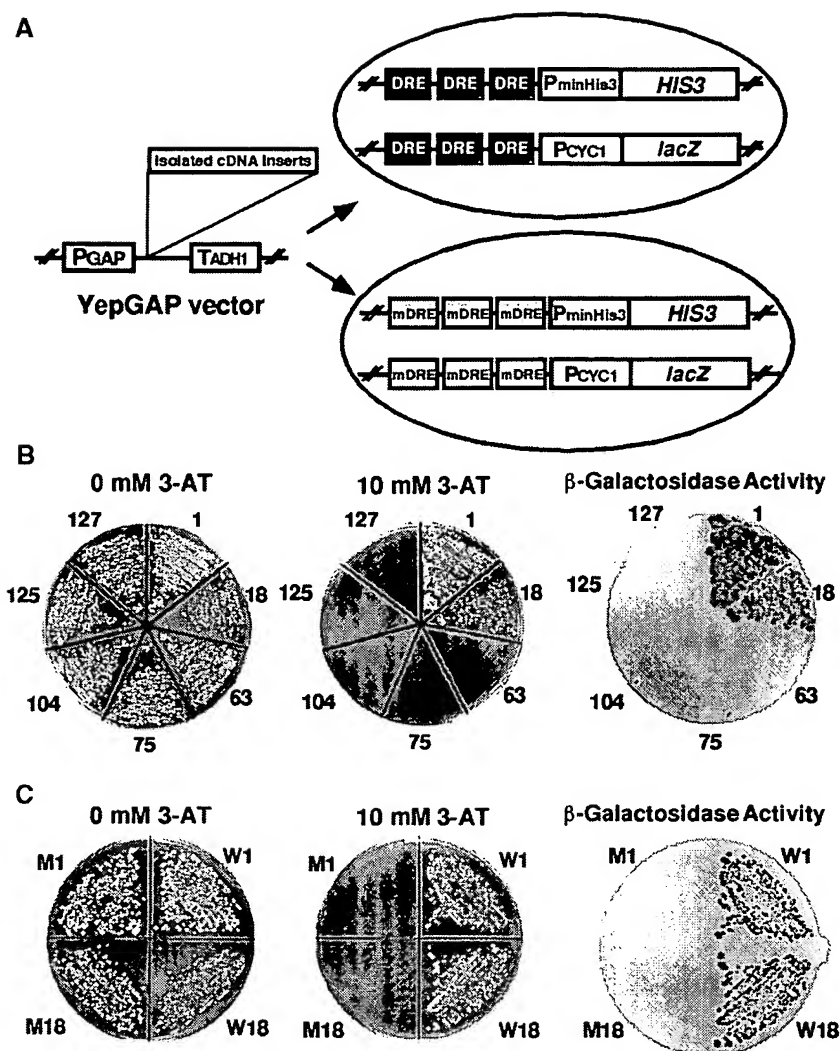 A
Isolated cDNA Inserts
PGAP
TADH1
YepGAP vector
DRE DRE DRE PminHis3 HIS3
DRE DRE DRE PCYC1 lacZ
mDRE mDRE mDRE PminHis3 HIS3
mDRE mDRE mDRE PCYC1 lacZ
B
0 mM 3-AT
127 1
125 18
104 63
75
10 mM 3-AT
127 1
125 18
104 63
75
β-Galactosidase Activity
127 1
125 18
104 63
75
C
0 mM 3-AT
M1 W1
M18 W18
10 mM 3-AT
M1 W1
M18 W18
β-Galactosidase Activity
M1 W1
M18 W18